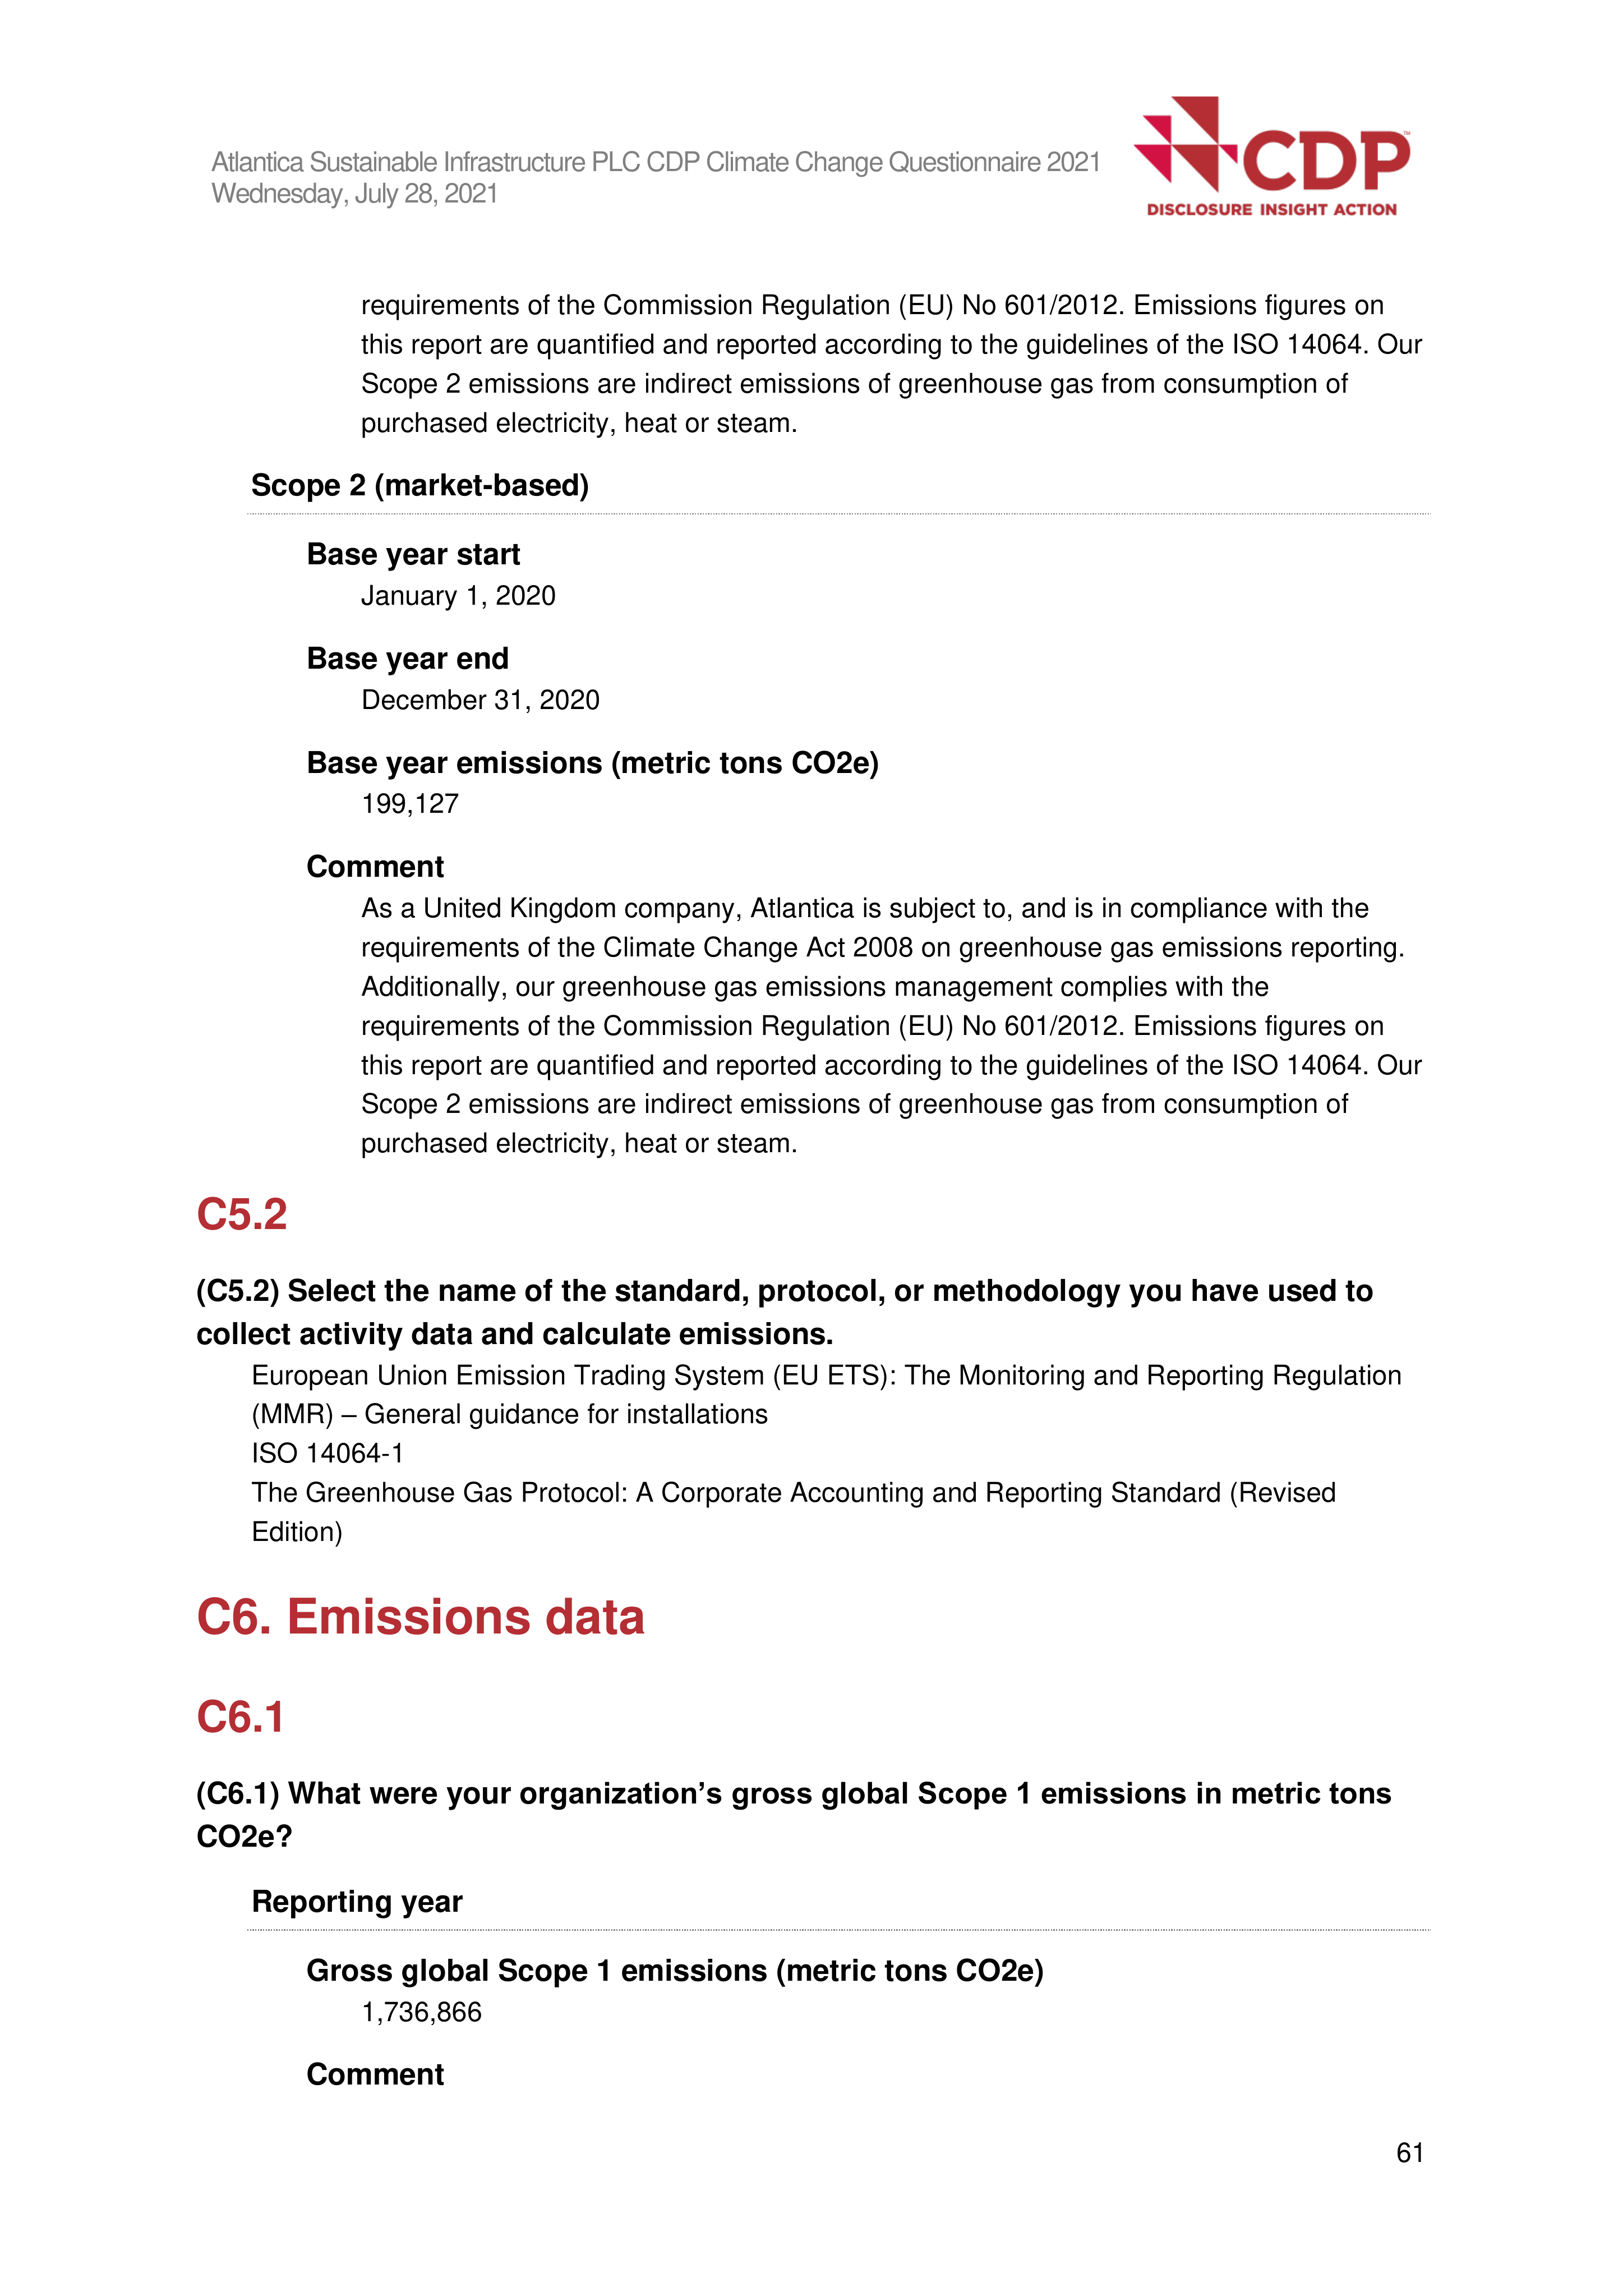 Atlantica Sustainable Infrastructure PLC CDP Climate Change Questionnaire 2021
Wednesday, July 28, 2021
CDP™
DISCLOSURE INSIGHT ACTION
requirements of the Commission Regulation (EU) No 601/2012. Emissions figures on
this report are quantified and reported according to the guidelines of the ISO 14064. Our
Scope 2 emissions are indirect emissions of greenhouse gas from consumption of
purchased electricity, heat or steam.
Scope 2 (market-based)
Base year start
January 1, 2020
Base year end
December 31, 2020
Base year emissions (metric tons CO2e)
199,127
Comment
As a United Kingdom company, Atlantica is subject to, and is in compliance with the
requirements of the Climate Change Act 2008 on greenhouse gas emissions reporting.
Additionally, our greenhouse gas emissions management complies with the
requirements of the Commission Regulation (EU) No 601/2012. Emissions figures on
this report are quantified and reported according to the guidelines of the ISO 14064. Our
Scope 2 emissions are indirect emissions of greenhouse gas from consumption of
purchased electricity, heat or steam.
C5.2
(C5.2) Select the name of the standard, protocol, or methodology you have used to
collect activity data and calculate emissions.
European Union Emission Trading System (EU ETS): The Monitoring and Reporting Regulation
(MMR) – General guidance for installations
ISO 14064-1
The Greenhouse Gas Protocol: A Corporate Accounting and Reporting Standard (Revised
Edition)
C6. Emissions data
C6.1
(C6.1) What were your organization’s gross global Scope 1 emissions in metric tons
CO2e?
Reporting year
Gross global Scope 1 emissions (metric tons CO2e)
1,736,866
Comment
61